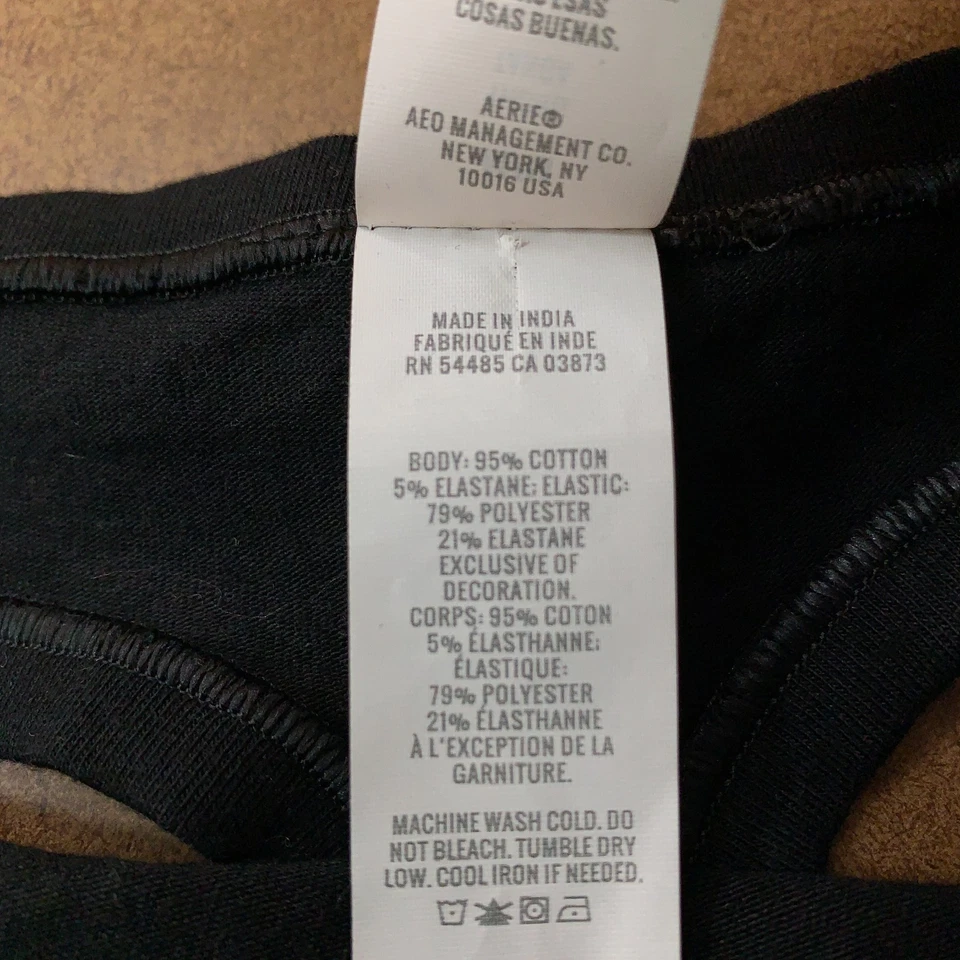 ESAS
COSAS BUENAS.
AERIE®
AEO MANAGEMENT CO.
NEW YORK, NY
10016 USA
MADE IN INDIA
FABRIQUÉ EN INDE
RN 54485 CA 03873
BODY: 95% COTTON
5% ELASTANE; ELASTIC:
79% POLYESTER
21% ELASTANE
EXCLUSIVE OF
DECORATION.
CORPS: 95% COTON
5% ÉLASTHANNE;
ÉLASTIQUE:
79% POLYESTER
21% ÉLASTHANNE
À L'EXCEPTION DE LA
GARNITURE.
MACHINE WASH COLD. DO
NOT BLEACH. TUMBLE DRY
LOW. COOL IRON IF NEEDED.